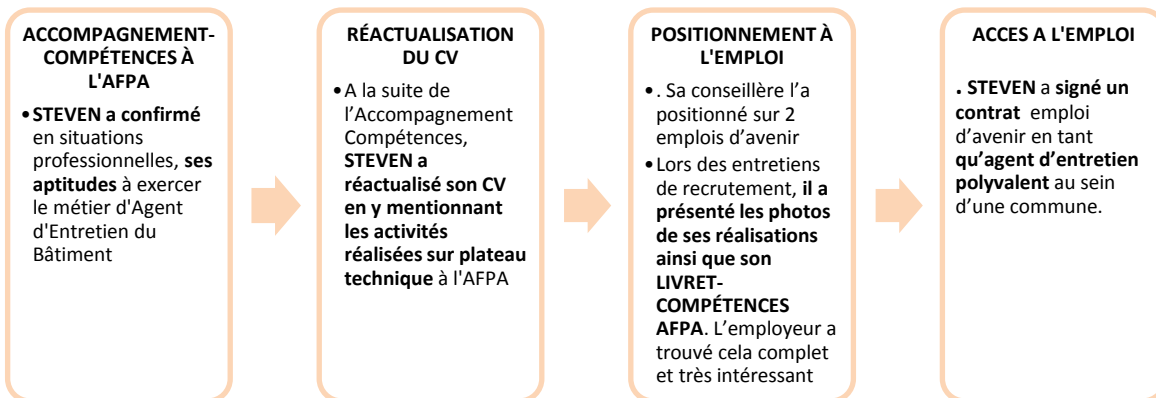 ACCOMPAGNEMENT-
COMPÉTENCES À
L'AFPA
•STEVEN a confirmé
en situations
professionnelles, ses
aptitudes à exercer
le métier d'Agent
d'Entretien du
Bâtiment
RÉACTUALISATION
DU CV
•A la suite de
l’Accompagnement
Compétences,
STEVEN a
réactualisé son CV
en y mentionnant
les activités
réalisées sur plateau
technique à l'AFPA
POSITIONNEMENT À
L'EMPLOI
•. Sa conseillère l’a
positionné sur 2
emplois d’avenir
•Lors des entretiens
de recrutement, il a
présenté les photos
de ses réalisations
ainsi que son
LIVRET-
COMPÉTENCES
AFPA. L’employeur a
trouvé cela complet
et très intéressant
ACCES A L'EMPLOI
. STEVEN a signé un
contrat emploi
d’avenir en tant
qu’agent d’entretien
polyvalent au sein
d’une commune.